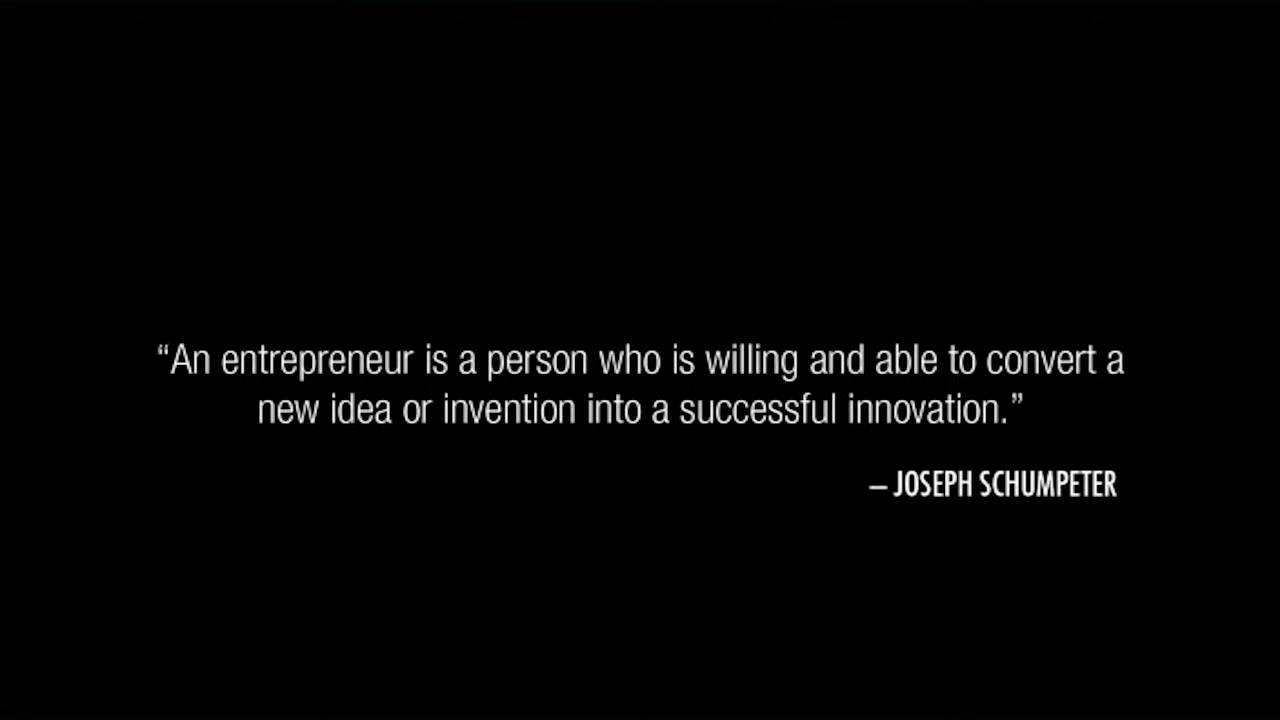 “An entrepreneur is a person who is willing and able to convert a
new idea or invention into a successful innovation.”
– JOSEPH SCHUMPETER